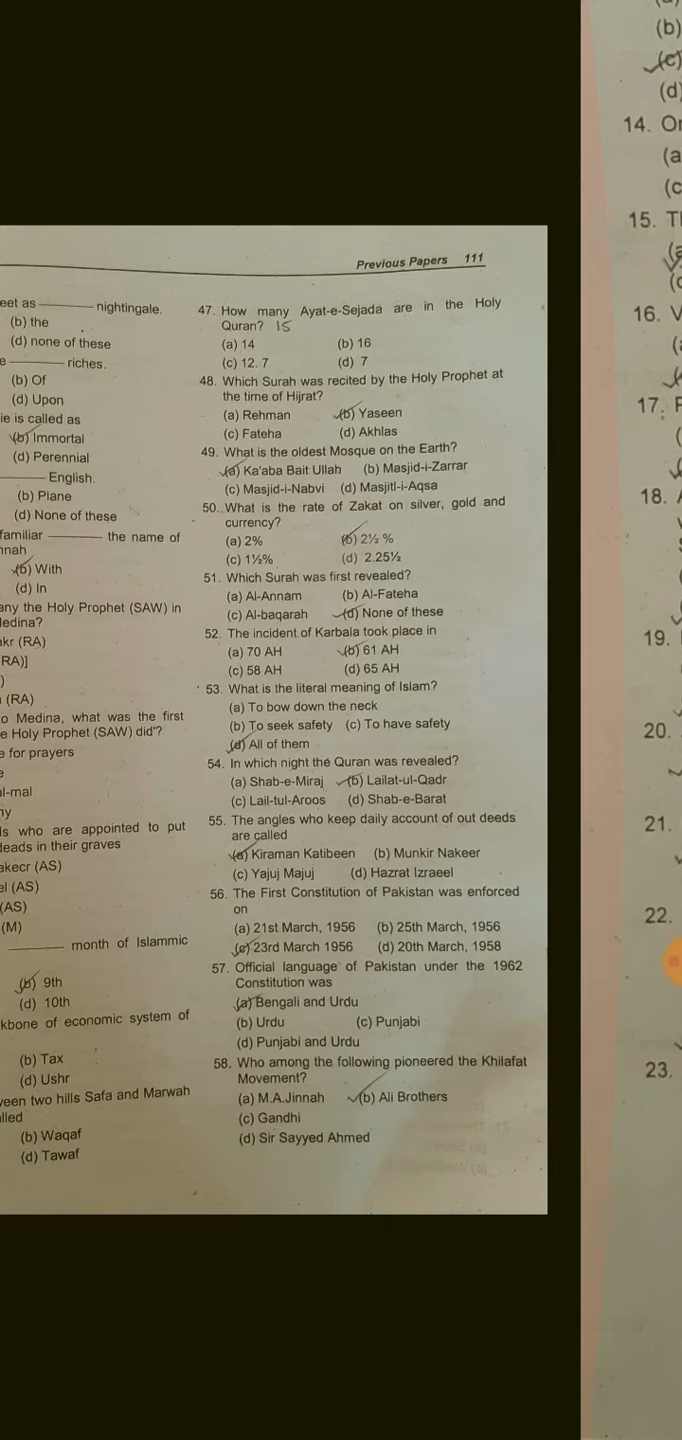 Previous Papers 111
eet as ________ nightingale.
(b) the
(d) none of these
e ________ riches.
(b) Of
(d) Upon
ie is called as
(b) Immortal
(d) Perennial
________ English.
(b) Plane
(d) None of these
familiar ________ the name of
nnah
(b) With
(d) In
any the Holy Prophet (SAW) in
Medina?
akr (RA)
RA)]
)
(RA)
o Medina, what was the first
e Holy Prophet (SAW) did'?
e for prayers
e
ul-mal
ny
ls who are appointed to put
deads in their graves
akecr (AS)
el (AS)
(AS)
(M)
________ month of Islammic
(b) 9th
(d) 10th
kbone of economic system of
(b) Tax
(d) Ushr
veen two hills Safa and Marwah
alled
(b) Waqaf
(d) Tawaf
47. How many Ayat-e-Sejada are in the Holy
Quran? 15
(a) 14 (b) 16
(c) 12. 7 (d) 7
48. Which Surah was recited by the Holy Prophet at
the time of Hijrat?
(a) Rehman (b) Yaseen
(c) Fateha (d) Akhlas
49. What is the oldest Mosque on the Earth?
(a) Ka'aba Bait Ullah (b) Masjid-i-Zarrar
(c) Masjid-i-Nabvi (d) Masjitl-i-Aqsa
50. What is the rate of Zakat on silver, gold and
currency?
(a) 2% (b) 2½ %
(c) 1½% (d) 2.25½
51. Which Surah was first revealed?
(a) Al-Annam (b) Al-Fateha
(c) Al-baqarah (d) None of these
52. The incident of Karbala took place in
(a) 70 AH (b) 61 AH
(c) 58 AH (d) 65 AH
53. What is the literal meaning of Islam?
(a) To bow down the neck
(b) To seek safety (c) To have safety
(d) All of them
54. In which night the Quran was revealed?
(a) Shab-e-Miraj (b) Lailat-ul-Qadr
(c) Lail-tul-Aroos (d) Shab-e-Barat
55. The angles who keep daily account of out deeds
are called
(a) Kiraman Katibeen (b) Munkir Nakeer
(c) Yajuj Majuj (d) Hazrat Izraeel
56. The First Constitution of Pakistan was enforced
on
(a) 21st March, 1956 (b) 25th March, 1956
(c) 23rd March 1956 (d) 20th March, 1958
57. Official language of Pakistan under the 1962
Constitution was
(a) Bengali and Urdu
(b) Urdu (c) Punjabi
(d) Punjabi and Urdu
58. Who among the following pioneered the Khilafat
Movement?
(a) M.A.Jinnah (b) Ali Brothers
(c) Gandhi
(d) Sir Sayyed Ahmed
(b)
(c)
(d)
14. Or
(a
(c
15. T
16. V
17. F
18. A
19.
20.
21.
22.
23.